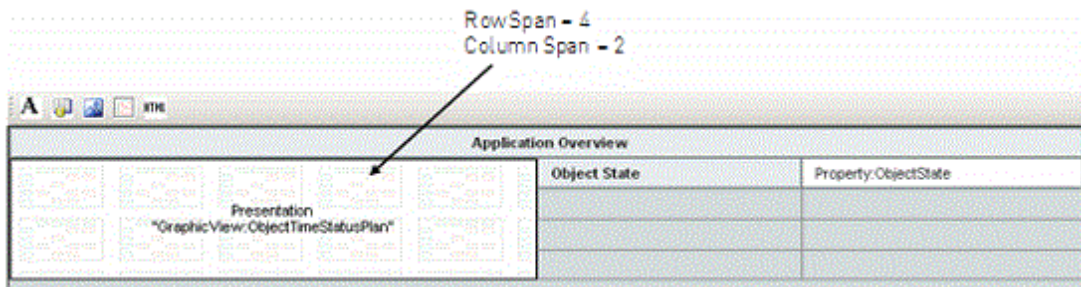 RowSpan - 4
Column Span - 2
A HTML
Application Overview
Object State Property:ObjectState
Presentation
"GraphicView:ObjectTimeStatusPlan"